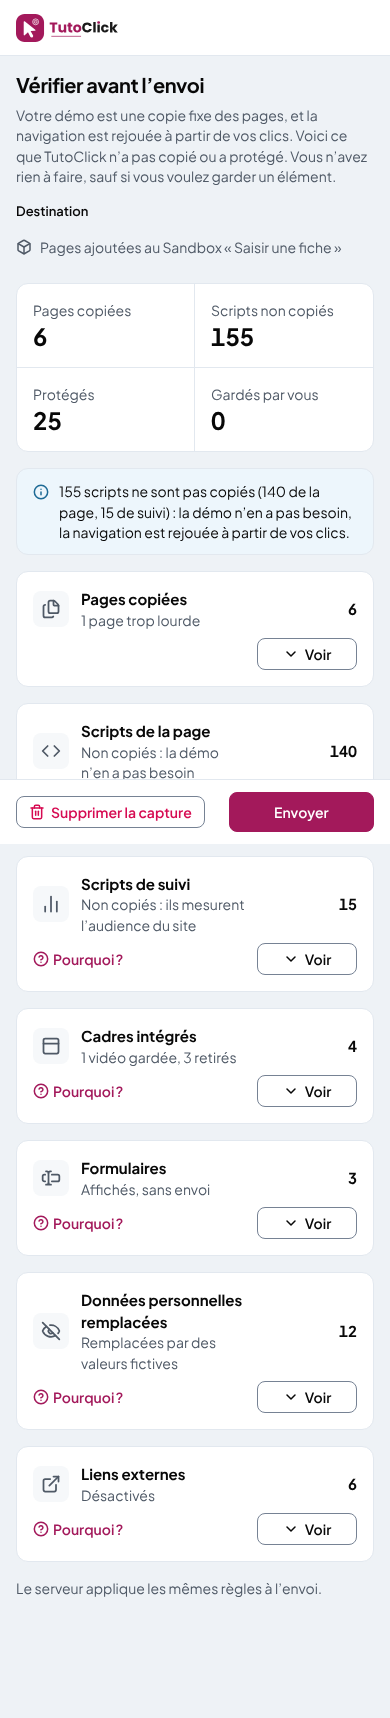 TutoClick
Vérifier avant l’envoi
Votre démo est une copie fixe des pages, et la
navigation est rejouée à partir de vos clics. Voici ce
que TutoClick n’a pas copié ou a protégé. Vous n’avez
rien à faire, sauf si vous voulez garder un élément.
Destination
Pages ajoutées au Sandbox « Saisir une fiche »
Pages copiées
6
Scripts non copiés
155
Protégés
25
Gardés par vous
0
155 scripts ne sont pas copiés (140 de la
page, 15 de suivi) : la démo n’en a pas besoin,
la navigation est rejouée à partir de vos clics.
Pages copiées
1 page trop lourde
6
Voir
Scripts de la page
Non copiés : la démo
n’en a pas besoin
140
Supprimer la capture
Envoyer
Scripts de suivi
Non copiés : ils mesurent
l’audience du site
15
Pourquoi ?
Voir
Cadres intégrés
1 vidéo gardée, 3 retirés
4
Pourquoi ?
Voir
Formulaires
Affichés, sans envoi
3
Pourquoi ?
Voir
Données personnelles
remplacées
Remplacées par des
valeurs fictives
12
Pourquoi ?
Voir
Liens externes
Désactivés
6
Pourquoi ?
Voir
Le serveur applique les mêmes règles à l’envoi.